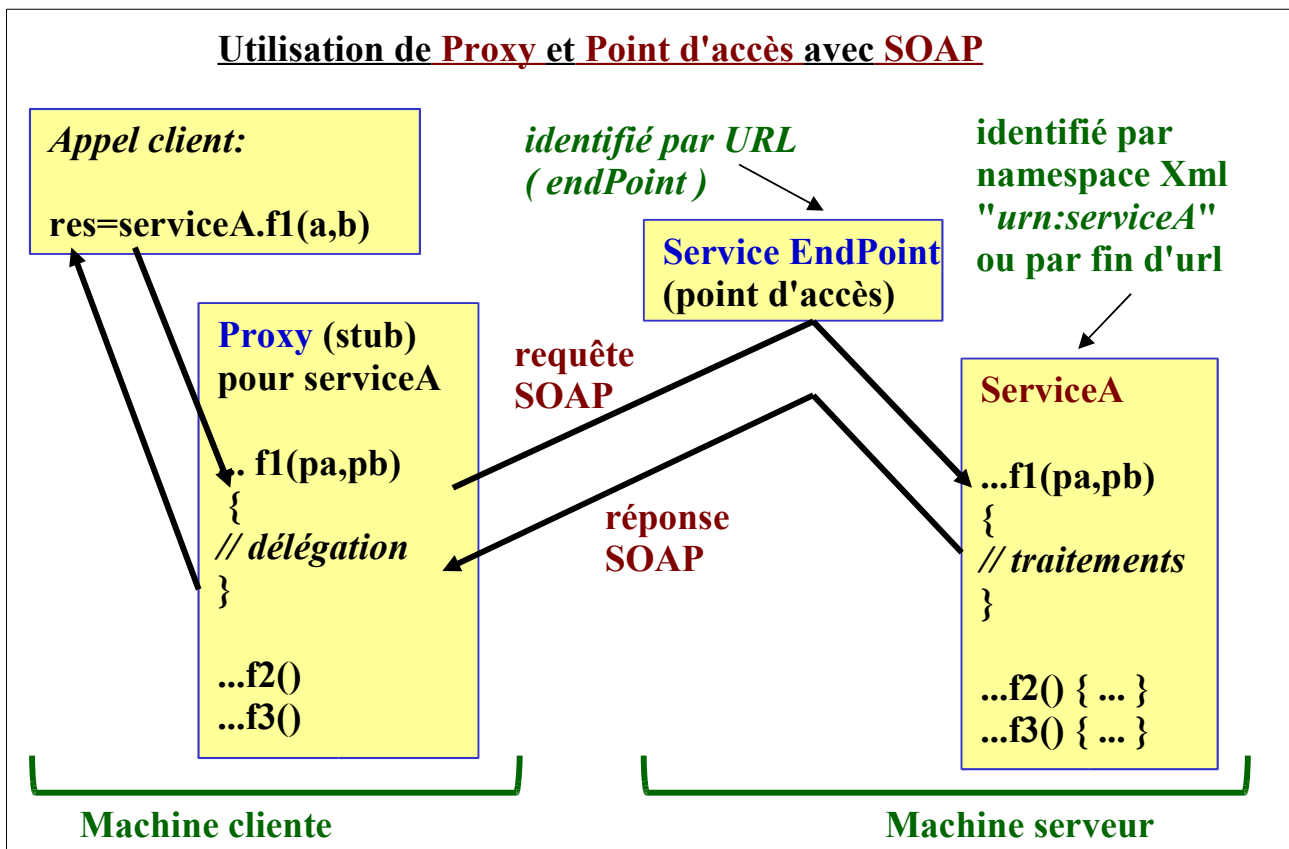 Utilisation de Proxy et Point d'accès avec SOAP
Appel client:
res=serviceA.f1(a,b)
identifié par URL
( endPoint )
identifié par
namespace Xml
"urn:serviceA"
ou par fin d'url
Service EndPoint
(point d'accès)
Proxy (stub)
pour serviceA
... f1(pa,pb)
{
// délégation
}
...f2()
...f3()
requête
SOAP
réponse
SOAP
ServiceA
...f1(pa,pb)
{
// traitements
}
...f2() { ... }
...f3() { ... }
Machine cliente
Machine serveur